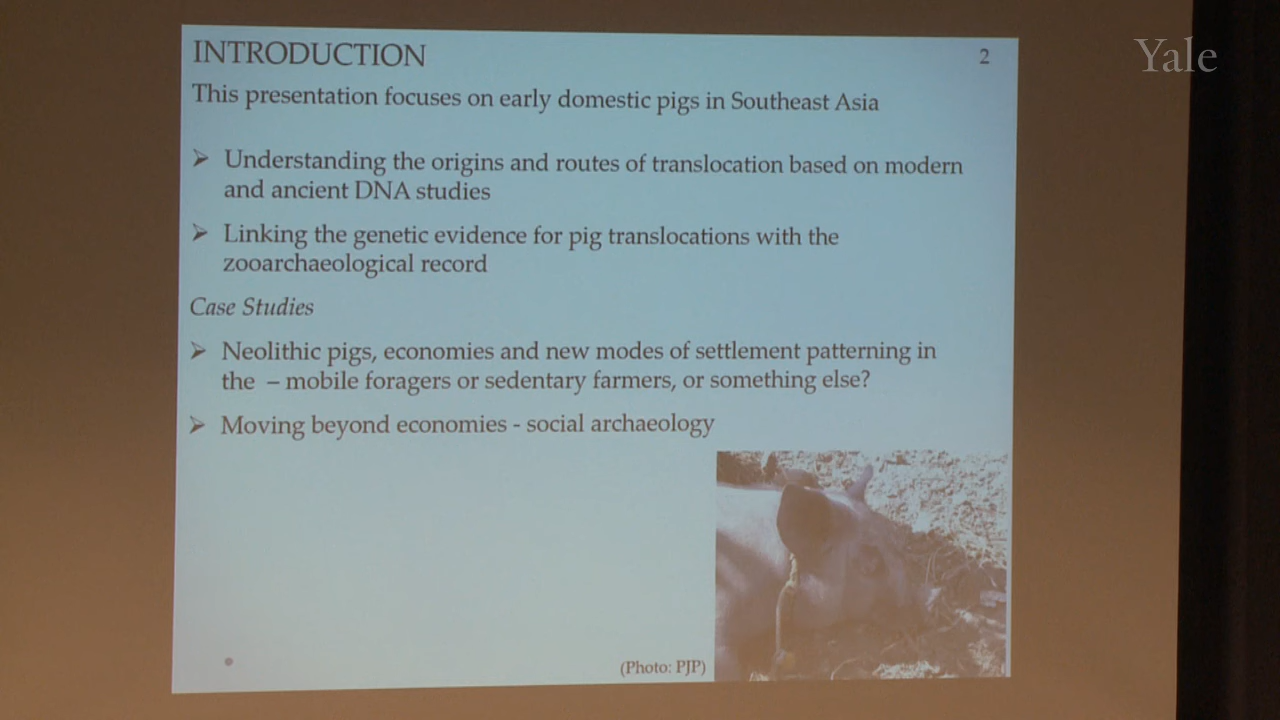 INTRODUCTION
2
Yale
This presentation focuses on early domestic pigs in Southeast Asia
➢ Understanding the origins and routes of translocation based on modern
and ancient DNA studies
➢ Linking the genetic evidence for pig translocations with the
zooarchaeological record
Case Studies
➢ Neolithic pigs, economies and new modes of settlement patterning in
the – mobile foragers or sedentary farmers, or something else?
➢ Moving beyond economies - social archaeology
(Photo: PJP)